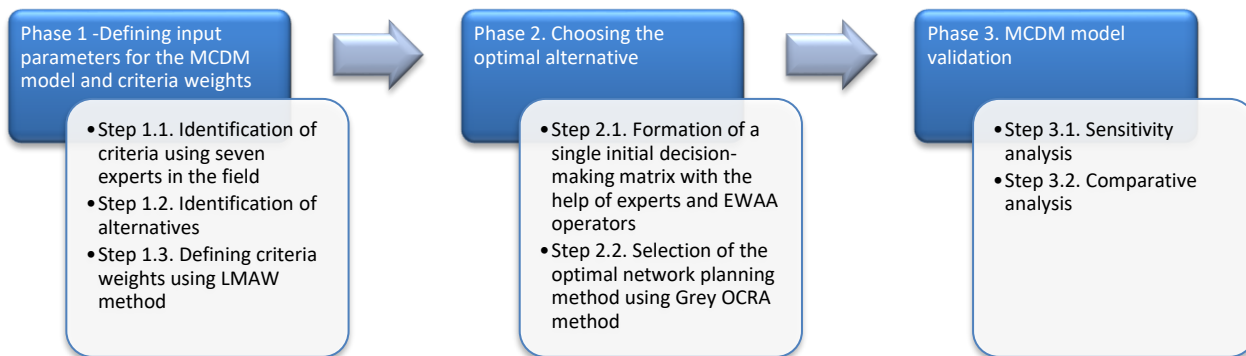 Phase 1 -Defining input
parameters for the MCDM
model and criteria weights
•Step 1.1. Identification of
criteria using seven
experts in the field
•Step 1.2. Identification of
alternatives
•Step 1.3. Defining criteria
weights using LMAW
method
Phase 2. Choosing the
optimal alternative
•Step 2.1. Formation of a
single initial decision-
making matrix with the
help of experts and EWAA
operators
•Step 2.2. Selection of the
optimal network planning
method using Grey OCRA
method
Phase 3. MCDM model
validation
•Step 3.1. Sensitivity
analysis
•Step 3.2. Comparative
analysis